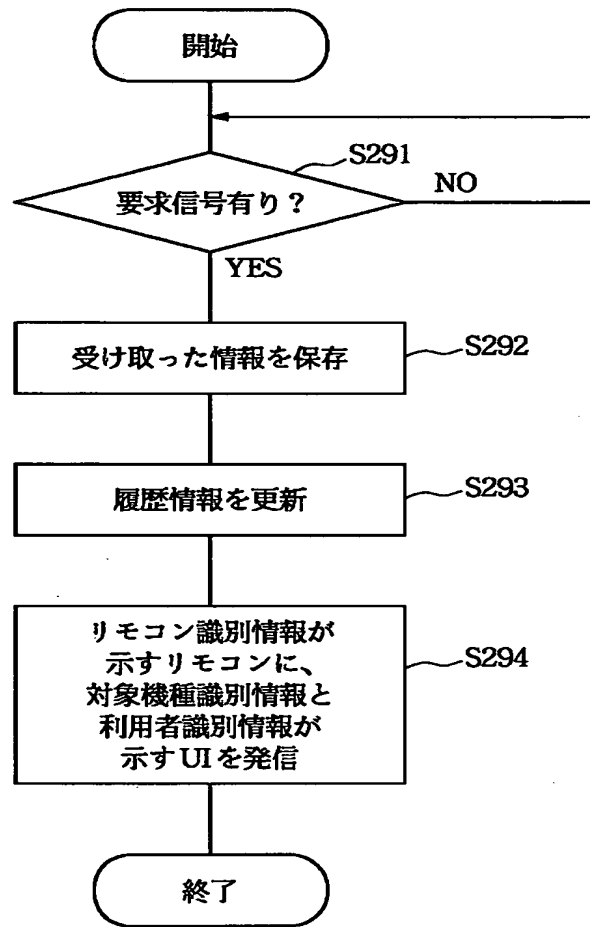 開始
S291
要求信号有り？
NO
YES
受け取った情報を保存
S292
履歴情報を更新
S293
リモコン識別情報が
示すリモコンに、
対象機種識別情報と
利用者識別情報が
示すUIを発信
S294
終了